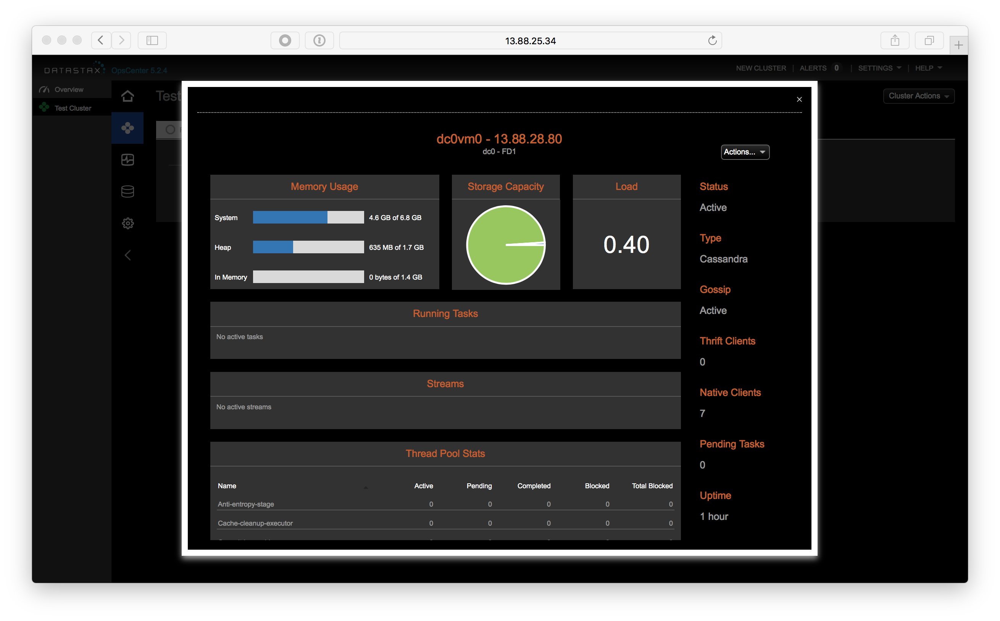 13.88.25.34
DATASTAX OpsCenter 5.2.4
NEW CLUSTER | ALERTS 0 | SETTINGS | HELP
Overview
Test Cluster
Test
Cluster Actions
dc0vm0 - 13.88.28.80
dc0 - FD1
Actions...
Memory Usage
System 4.6 GB of 6.8 GB
Heap 635 MB of 1.7 GB
In Memory 0 bytes of 1.4 GB
Storage Capacity
Load
0.40
Running Tasks
No active tasks
Streams
No active streams
Thread Pool Stats
Name Active Pending Completed Blocked Total Blocked
Anti-entropy-stage 0 0 0 0 0
Cache-cleanup-executor 0 0 0 0 0
Status
Active
Type
Cassandra
Gossip
Active
Thrift Clients
0
Native Clients
7
Pending Tasks
0
Uptime
1 hour